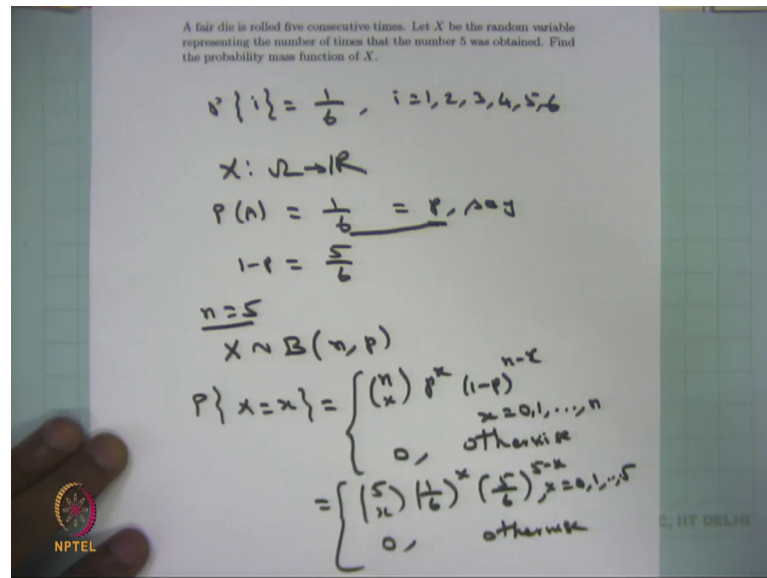 A fair die is rolled five consecutive times. Let X be the random variable
representing the number of times that the number 5 was obtained. Find
the probability mass function of X.
P{i} = 1/6, i=1,2,3,4,5,6
X: Ω→IR
P(A) = 1/6 = p, say
1-p = 5/6
n=5
X ~ B(n,p)
P{X=x} = { (n x) p^x (1-p)^{n-x}
x=0,1,...,n
0, otherwise
= { (5 x) (1/6)^x (5/6)^{5-x}, x=0,1,...,5
0, otherwise
C, IIT DELHI
NPTEL